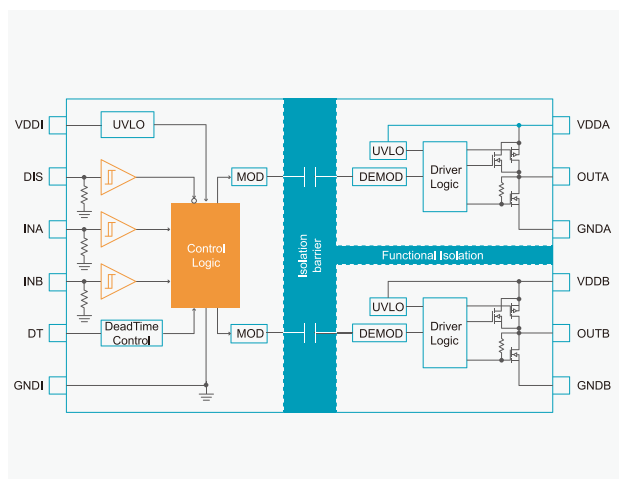 VDDI
UVLO
DIS
INA
INB
DT
DeadTime
Control
GNDI
Control
Logic
MOD
MOD
Isolation
barrier
Functional Isolation
UVLO
DEMOD
Driver
Logic
VDDA
OUTA
GNDA
UVLO
DEMOD
Driver
Logic
VDDB
OUTB
GNDB